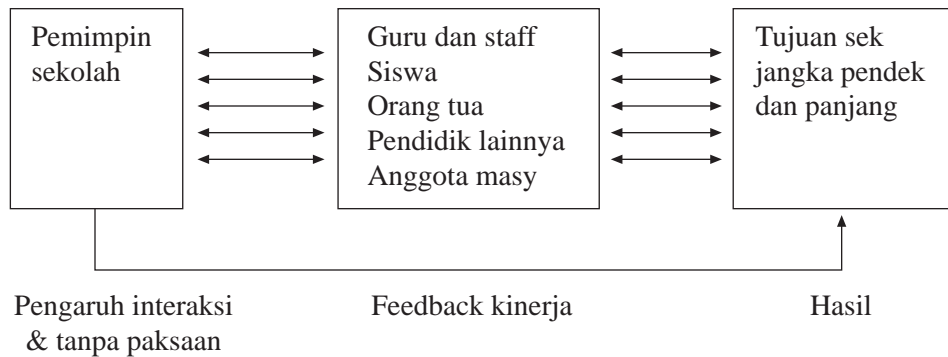 Pemimpin
sekolah
Guru dan staff
Siswa
Orang tua
Pendidik lainnya
Anggota masy
Tujuan sek
jangka pendek
dan panjang
Pengaruh interaksi
& tanpa paksaan
Feedback kinerja
Hasil